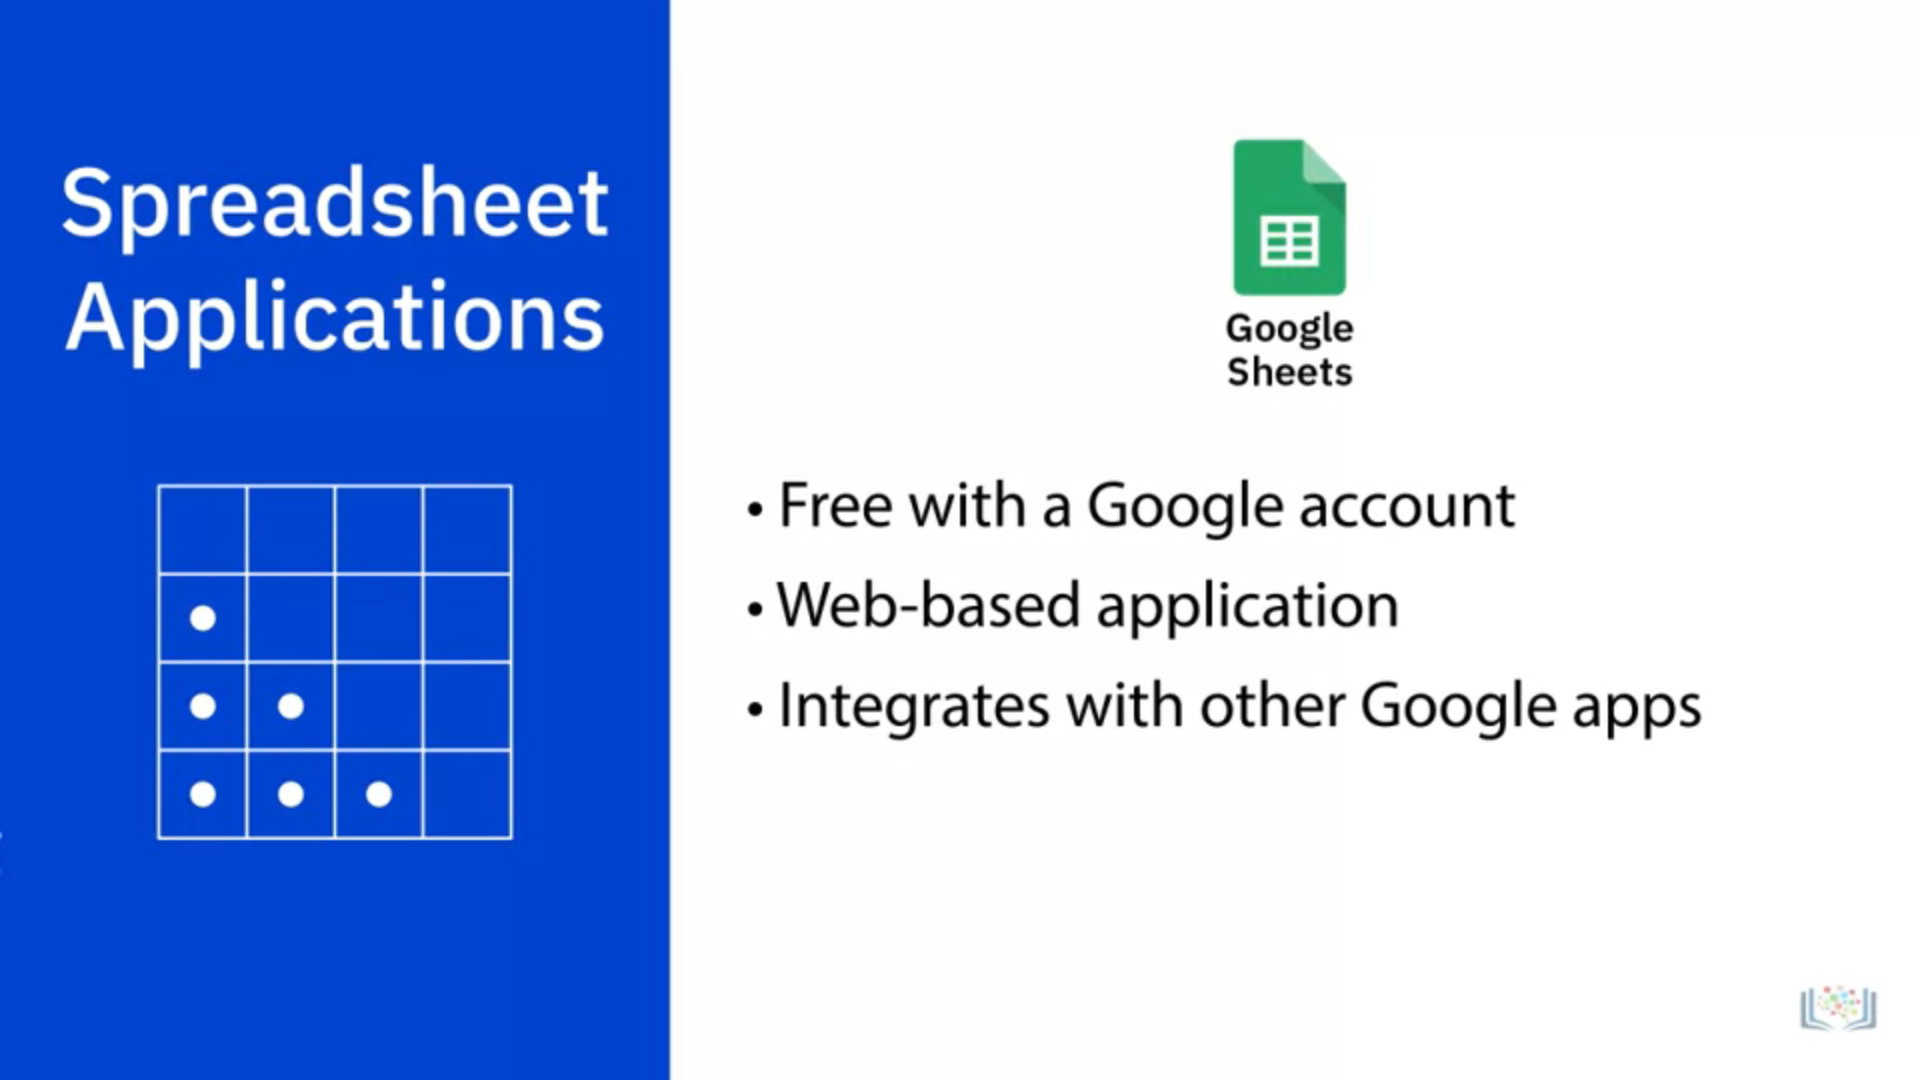 Spreadsheet
Applications
Google
Sheets
• Free with a Google account
• Web-based application
• Integrates with other Google apps